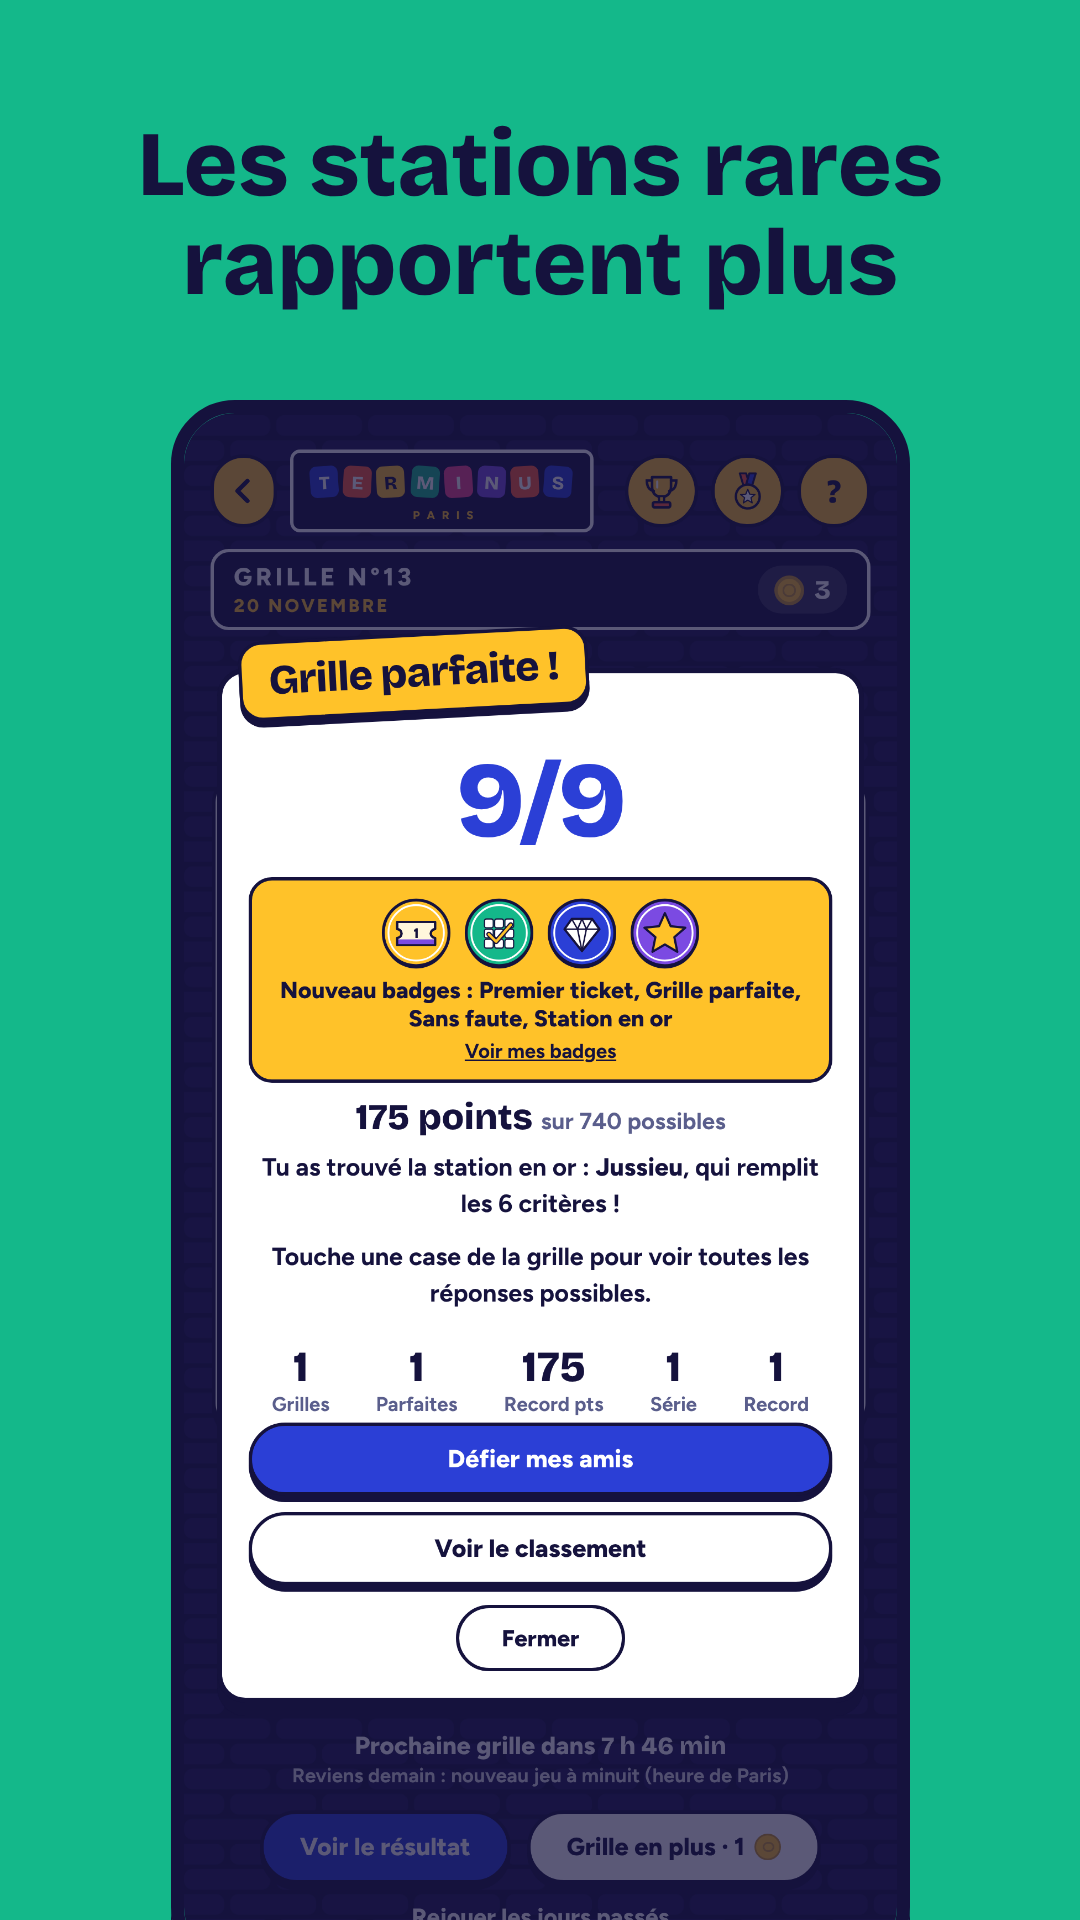 Les stations rares
rapportent plus
TERMINUS
PARIS
?
GRILLE N°13
20 NOVEMBRE
3
Grille parfaite !
9/9
1
Nouveau badges : Premier ticket, Grille parfaite,
Sans faute, Station en or
Voir mes badges
175 points sur 740 possibles
Tu as trouvé la station en or : Jussieu, qui remplit
les 6 critères !
Touche une case de la grille pour voir toutes les
réponses possibles.
1 1 175 1 1
Grilles Parfaites Record pts Série Record
Défier mes amis
Voir le classement
Fermer
Prochaine grille dans 7 h 46 min
Reviens demain : nouveau jeu à minuit (heure de Paris)
Voir le résultat
Grille en plus · 1
Rejouer les jours passés